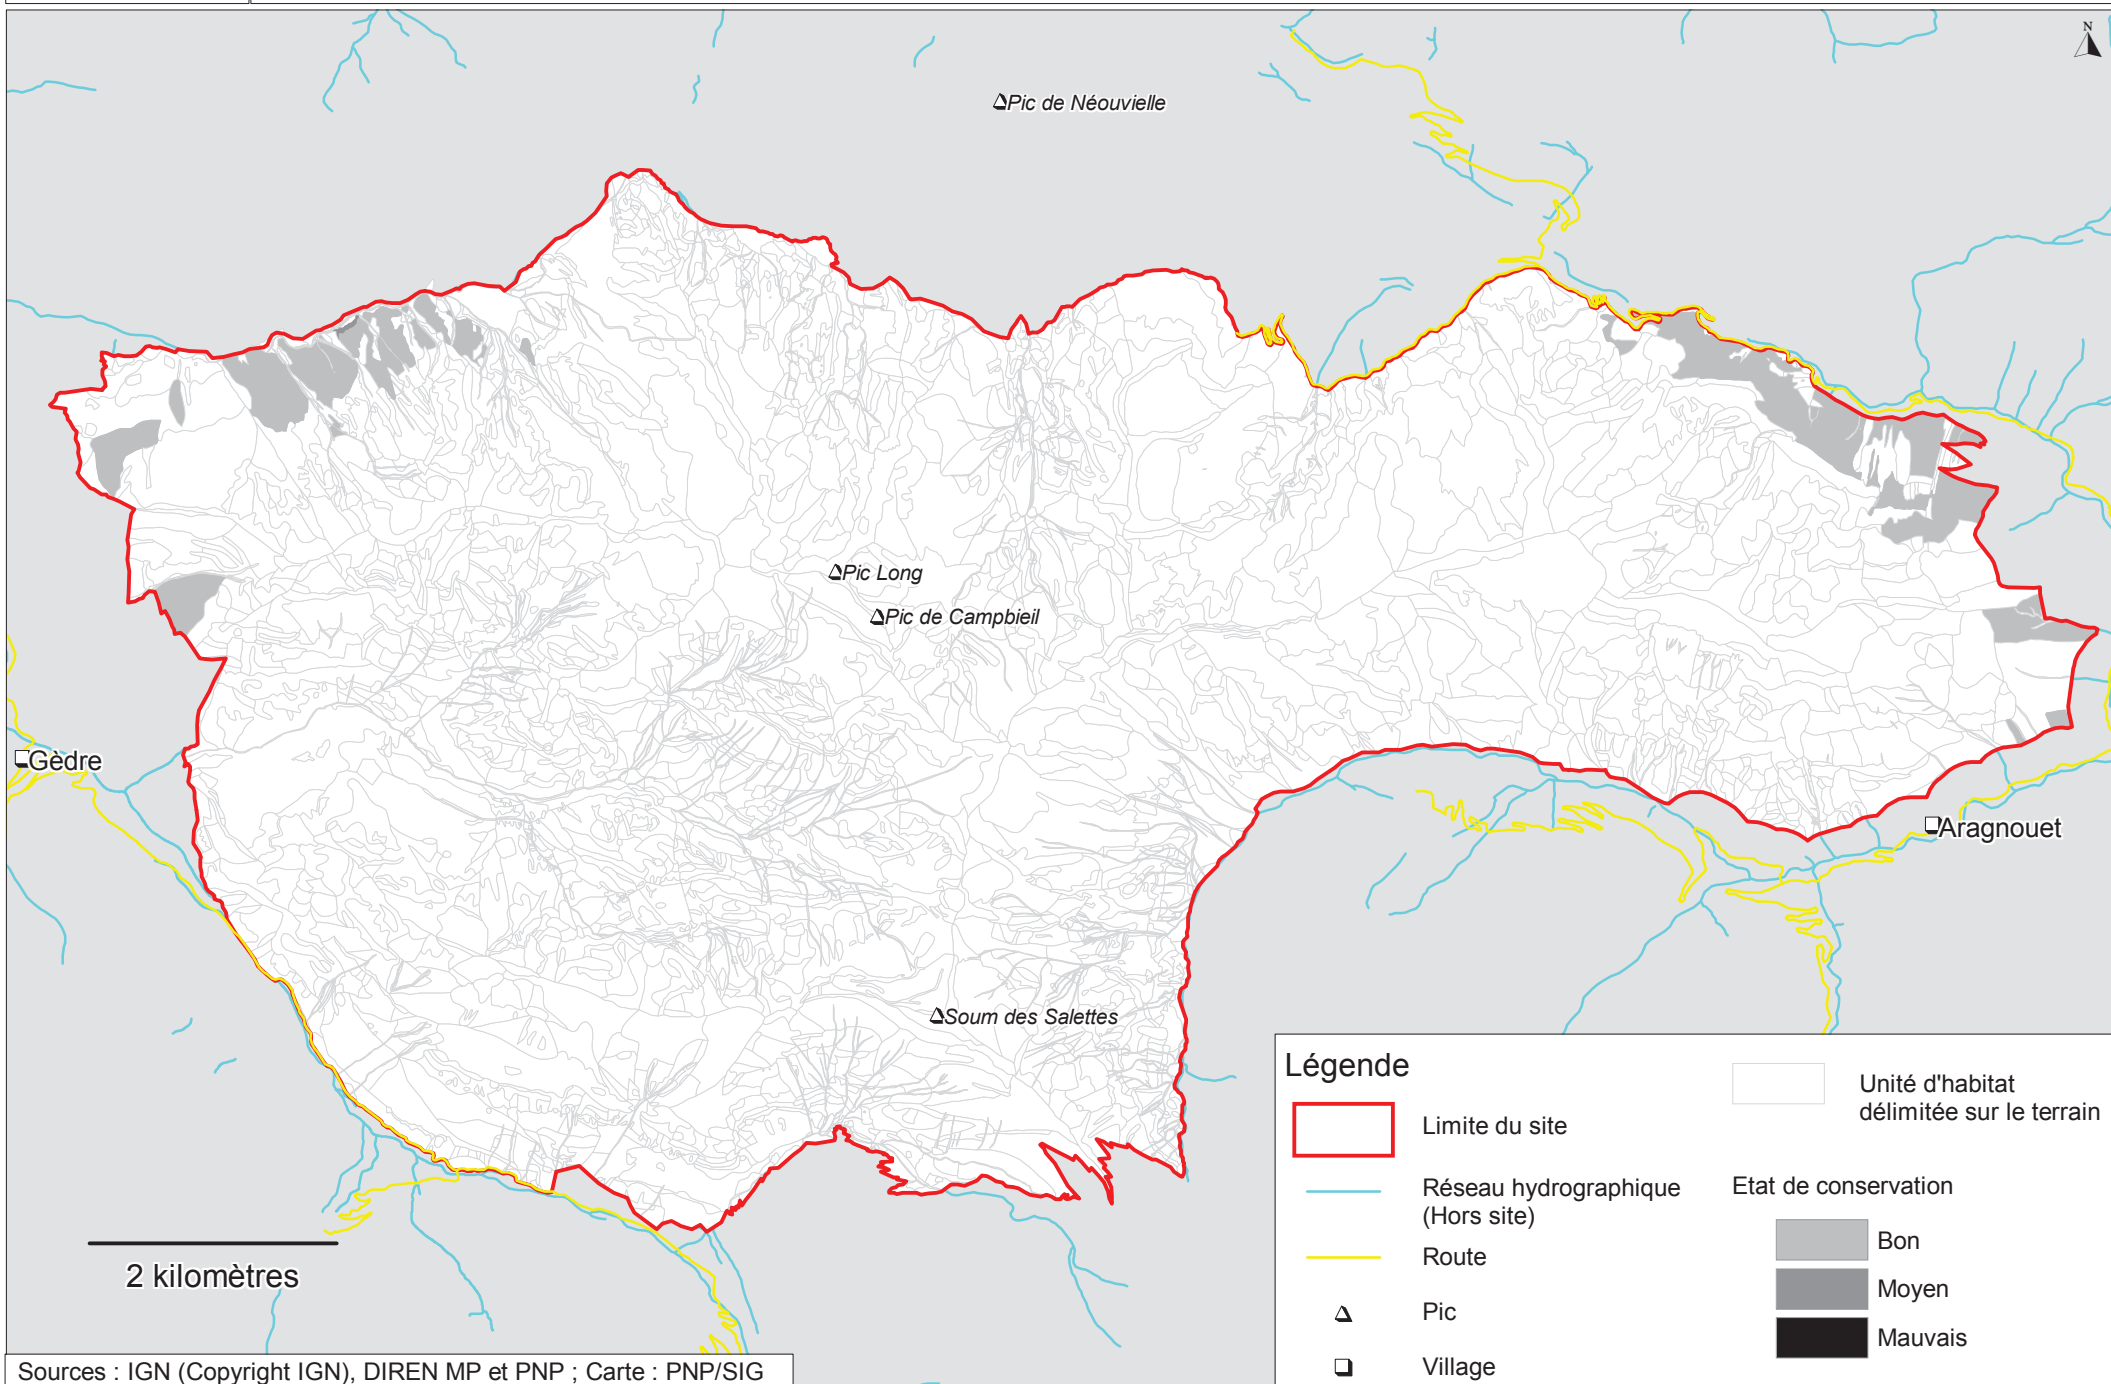 N
Pic de Néouvielle
Pic Long
Pic de Campbieil
Gèdre
Aragnouet
Soum des Salettes
2 kilomètres
Légende
Limite du site
Réseau hydrographique
(Hors site)
Route
Pic
Village
Unité d'habitat
délimitée sur le terrain
Etat de conservation
Bon
Moyen
Mauvais
Sources : IGN (Copyright IGN), DIREN MP et PNP ; Carte : PNP/SIG